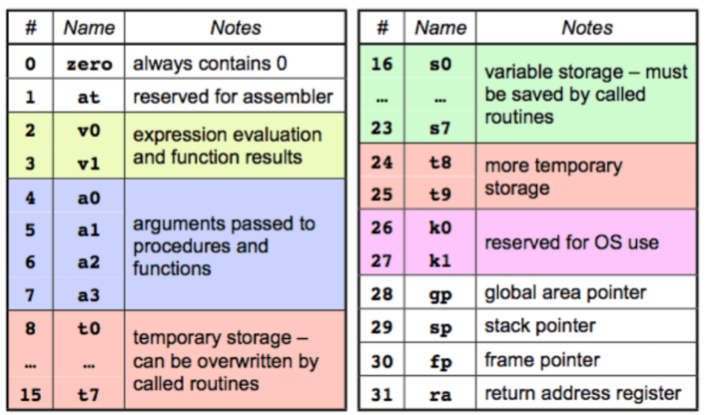 # Name Notes
0 zero always contains 0
1 at reserved for assembler
2 v0 expression evaluation
3 v1 and function results
4 a0
5 a1 arguments passed to
procedures and
6 a2 functions
7 a3
8 t0 temporary storage –
... ... can be overwritten by
15 t7 called routines
# Name Notes
16 s0 variable storage – must
... ... be saved by called
23 s7 routines
24 t8 more temporary
25 t9 storage
26 k0 reserved for OS use
27 k1
28 gp global area pointer
29 sp stack pointer
30 fp frame pointer
31 ra return address register